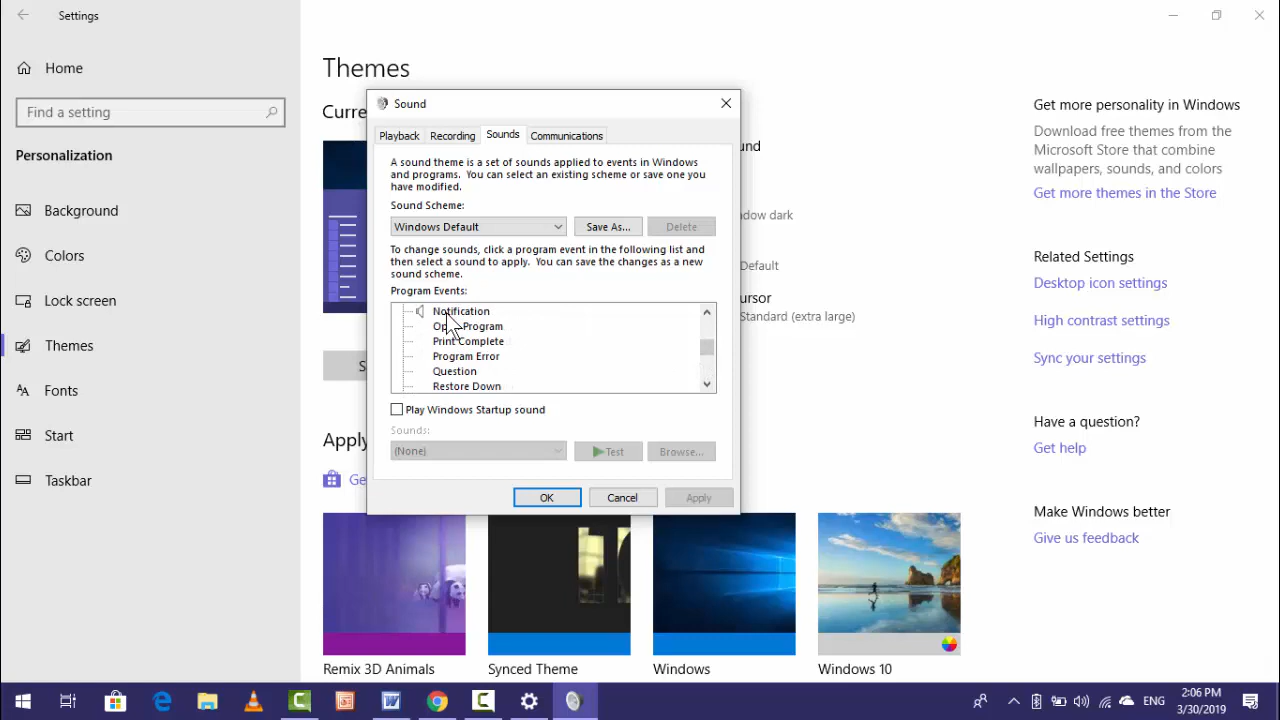 Settings
Home
Find a setting
Personalization
Background
Colors
Lock screen
Themes
Fonts
Start
Taskbar
Themes
Curre
Sound
Playback
Recording
Sounds
Communications
A sound theme is a set of sounds applied to events in Windows
and programs. You can select an existing scheme or save one you
have modified.
Sound Scheme:
Windows Default
Save As...
Delete
To change sounds, click a program event in the following list and
then select a sound to apply. You can save the changes as a new
sound scheme.
Program Events:
Notification
Open Program
Print Complete
Program Error
Question
Restore Down
Play Windows Startup sound
Sounds:
(None)
Test
Browse...
OK
Cancel
Apply
und
ndow dark
Default
ursor
Standard (extra large)
S
Apply
Ge
Remix 3D Animals
Synced Theme
Windows
Windows 10
Get more personality in Windows
Download free themes from the
Microsoft Store that combine
wallpapers, sounds, and colors
Get more themes in the Store
Related Settings
Desktop icon settings
High contrast settings
Sync your settings
Have a question?
Get help
Make Windows better
Give us feedback
ENG
2:06 PM
3/30/2019